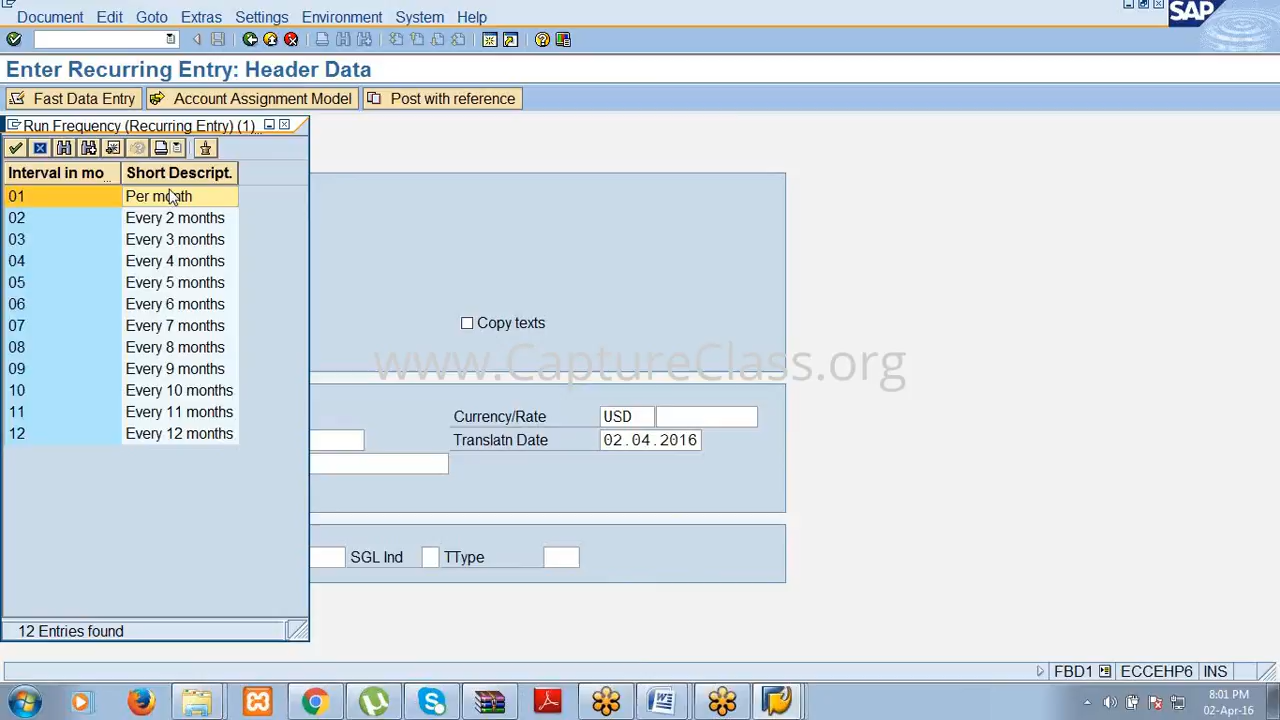 Document Edit Goto Extras Settings Environment System Help
SAP
Enter Recurring Entry: Header Data
Fast Data Entry Account Assignment Model Post with reference
Run Frequency (Recurring Entry) (1)
Interval in mo... Short Descript.
01 Per month
02 Every 2 months
03 Every 3 months
04 Every 4 months
05 Every 5 months
06 Every 6 months
07 Every 7 months
08 Every 8 months
09 Every 9 months
10 Every 10 months
11 Every 11 months
12 Every 12 months
12 Entries found
Copy texts
www.CaptureClass.org
Currency/Rate USD
Translatn Date 02.04.2016
SGL Ind TType
FBD1 ECCEHP6 INS
8:01 PM
02-Apr-16